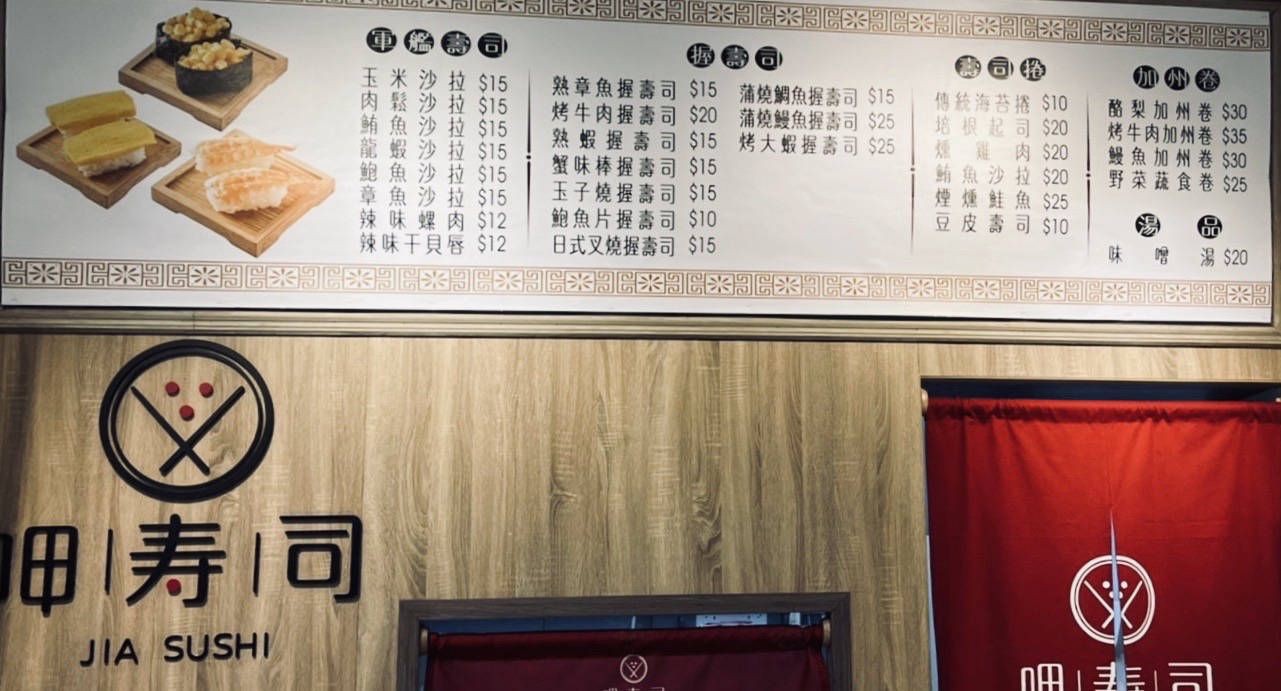 軍艦壽司
玉米沙拉 $15
肉鬆沙拉 $15
鮪魚沙拉 $15
龍蝦沙拉 $15
鮑魚沙拉 $15
章魚沙拉 $15
辣味螺肉 $12
辣味干貝唇 $12
握壽司
熟章魚握壽司 $15
烤牛肉握壽司 $20
熟蝦握壽司 $15
蟹味棒握壽司 $15
玉子燒握壽司 $15
鮑魚片握壽司 $10
日式叉燒握壽司 $15
蒲燒鯛魚握壽司 $15
蒲燒鰻魚握壽司 $25
烤大蝦握壽司 $25
壽司捲
傳統海苔捲 $10
培根起司 $20
燻雞肉 $20
鮪魚沙拉 $20
煙燻鮭魚 $25
豆皮壽司 $10
加州卷
酪梨加州卷 $30
烤牛肉加州卷 $35
鰻魚加州卷 $30
野菜蔬食卷 $25
湯品
味噌湯 $20
呷寿司
JIA SUSHI
呷寿司
呷寿司